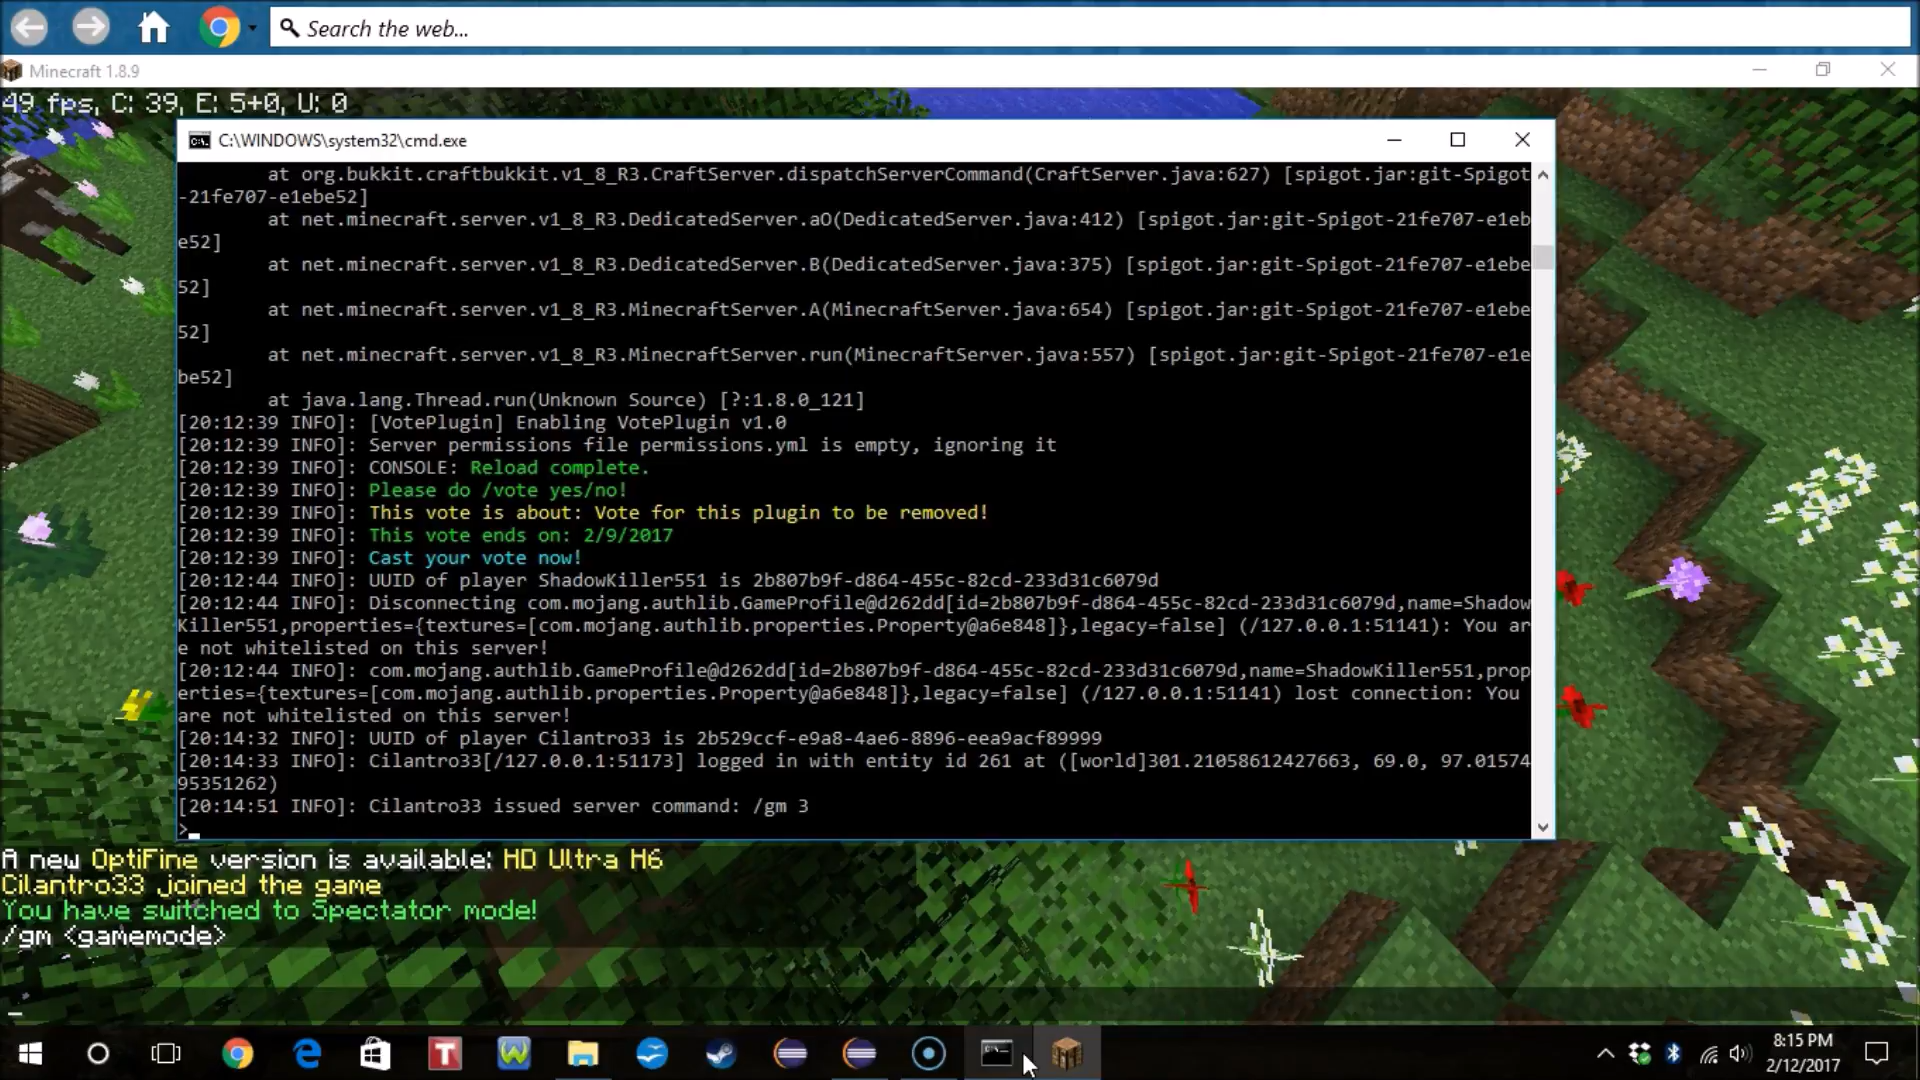 Search the web...
Minecraft 1.8.9
49 fps, C: 39, E: 5+0, U: 0
C:\WINDOWS\system32\cmd.exe
at org.bukkit.craftbukkit.v1_8_R3.CraftServer.dispatchServerCommand(CraftServer.java:627) [spigot.jar:git-Spigot
-21fe707-e1ebe52]
at net.minecraft.server.v1_8_R3.DedicatedServer.aO(DedicatedServer.java:412) [spigot.jar:git-Spigot-21fe707-e1eb
e52]
at net.minecraft.server.v1_8_R3.DedicatedServer.B(DedicatedServer.java:375) [spigot.jar:git-Spigot-21fe707-e1ebe
52]
at net.minecraft.server.v1_8_R3.MinecraftServer.A(MinecraftServer.java:654) [spigot.jar:git-Spigot-21fe707-e1ebe
52]
at net.minecraft.server.v1_8_R3.MinecraftServer.run(MinecraftServer.java:557) [spigot.jar:git-Spigot-21fe707-e1e
be52]
at java.lang.Thread.run(Unknown Source) [?:1.8.0_121]
[20:12:39 INFO]: [VotePlugin] Enabling VotePlugin v1.0
[20:12:39 INFO]: Server permissions file permissions.yml is empty, ignoring it
[20:12:39 INFO]: CONSOLE: Reload complete.
[20:12:39 INFO]: Please do /vote yes/no!
[20:12:39 INFO]: This vote is about: Vote for this plugin to be removed!
[20:12:39 INFO]: This vote ends on: 2/9/2017
[20:12:39 INFO]: Cast your vote now!
[20:12:44 INFO]: UUID of player ShadowKiller551 is 2b807b9f-d864-455c-82cd-233d31c6079d
[20:12:44 INFO]: Disconnecting com.mojang.authlib.GameProfile@d262dd[id=2b807b9f-d864-455c-82cd-233d31c6079d,name=Shadow
Killer551,properties={textures=[com.mojang.authlib.properties.Property@a6e848]},legacy=false] (/127.0.0.1:51141): You ar
e not whitelisted on this server!
[20:12:44 INFO]: com.mojang.authlib.GameProfile@d262dd[id=2b807b9f-d864-455c-82cd-233d31c6079d,name=ShadowKiller551,prop
erties={textures=[com.mojang.authlib.properties.Property@a6e848]},legacy=false] (/127.0.0.1:51141) lost connection: You
are not whitelisted on this server!
[20:14:32 INFO]: UUID of player Cilantro33 is 2b529ccf-e9a8-4ae6-8896-eea9acf89999
[20:14:33 INFO]: Cilantro33[/127.0.0.1:51173] logged in with entity id 261 at ([world]301.21058612427663, 69.0, 97.01574
95351262)
[20:14:51 INFO]: Cilantro33 issued server command: /gm 3
>
A new OptiFine version is available: HD Ultra H6
Cilantro33 joined the game
You have switched to Spectator mode!
/gm <gamemode>
8:15 PM
2/12/2017